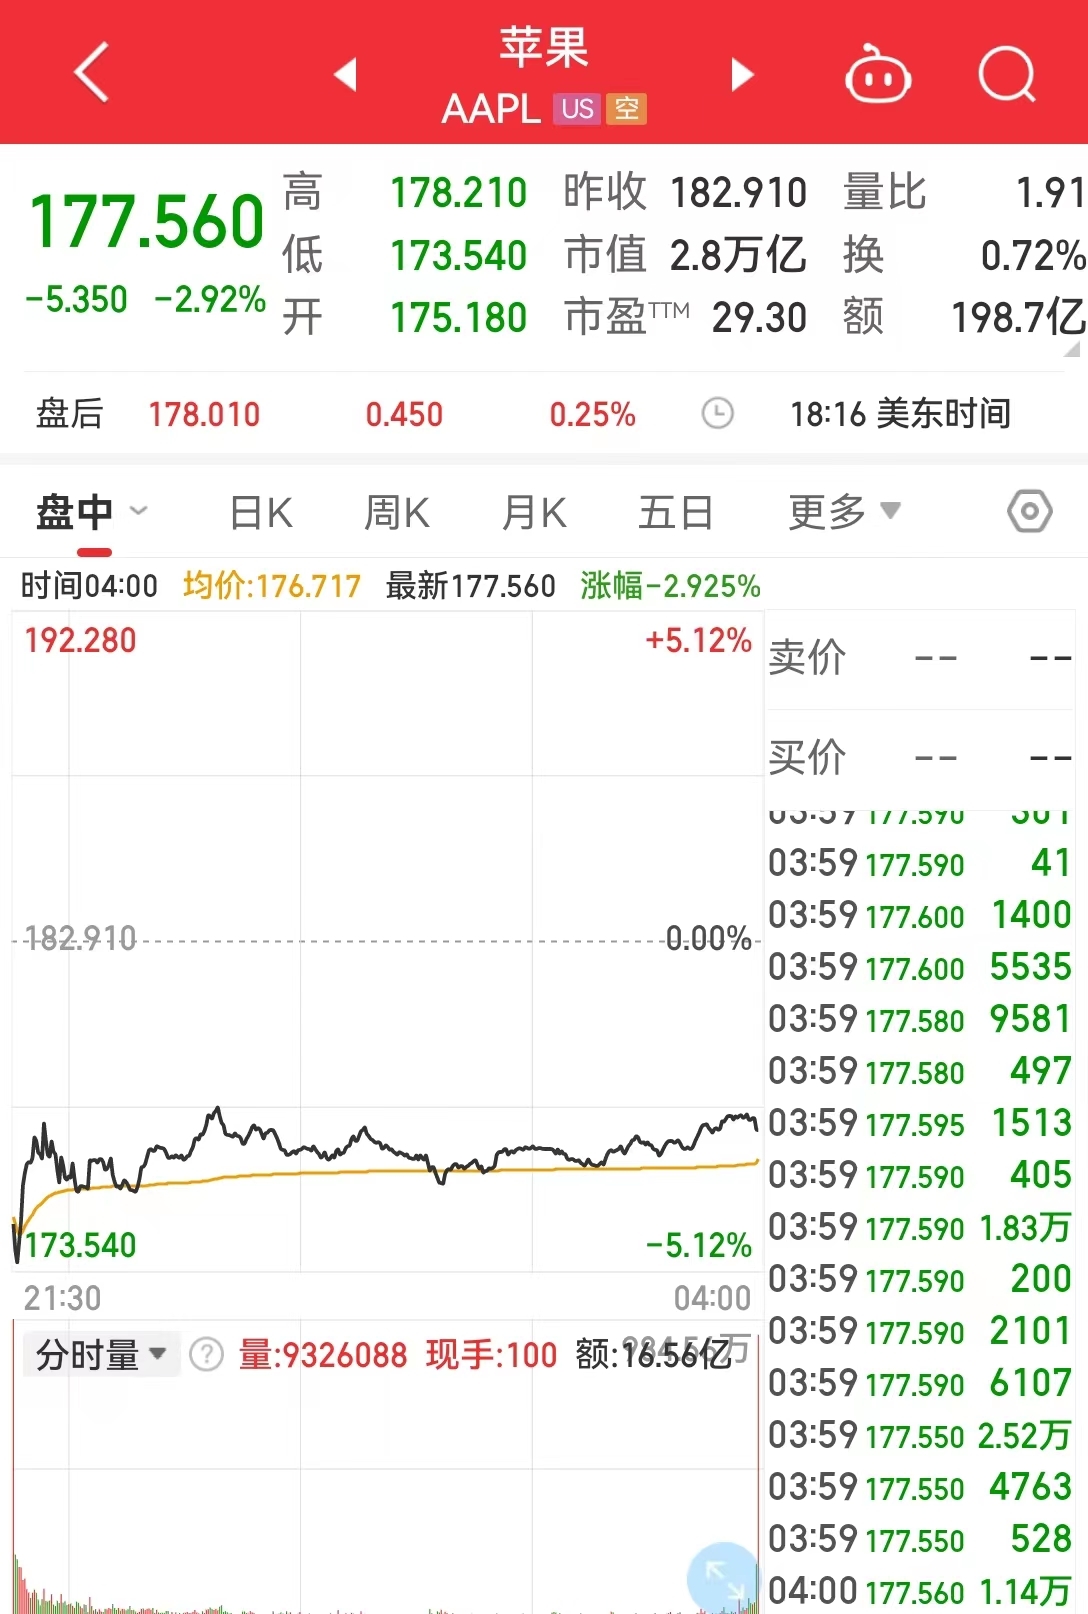 苹果
AAPL US 空
177.560
-5.350 -2.92%
高 178.210 昨收 182.910 量比 1.91
低 173.540 市值 2.8万亿 换 0.72%
开 175.180 市盈TTM 29.30 额 198.7亿
盘后 178.010 0.450 0.25% 18:16 美东时间
盘中 日K 周K 月K 五日 更多
时间04:00 均价:176.717 最新177.560 涨幅-2.925%
192.280 +5.12%
182.910 0.00%
173.540 -5.12%
21:30 04:00
分时量 ? 量:9326088 现手:100 额:16.56亿
卖价 -- --
买价 -- --
03:59 177.590 301
03:59 177.590 41
03:59 177.600 1400
03:59 177.600 5535
03:59 177.580 9581
03:59 177.580 497
03:59 177.595 1513
03:59 177.590 405
03:59 177.590 1.83万
03:59 177.590 200
03:59 177.590 2101
03:59 177.590 6107
03:59 177.550 2.52万
03:59 177.550 4763
03:59 177.550 528
04:00 177.560 1.14万